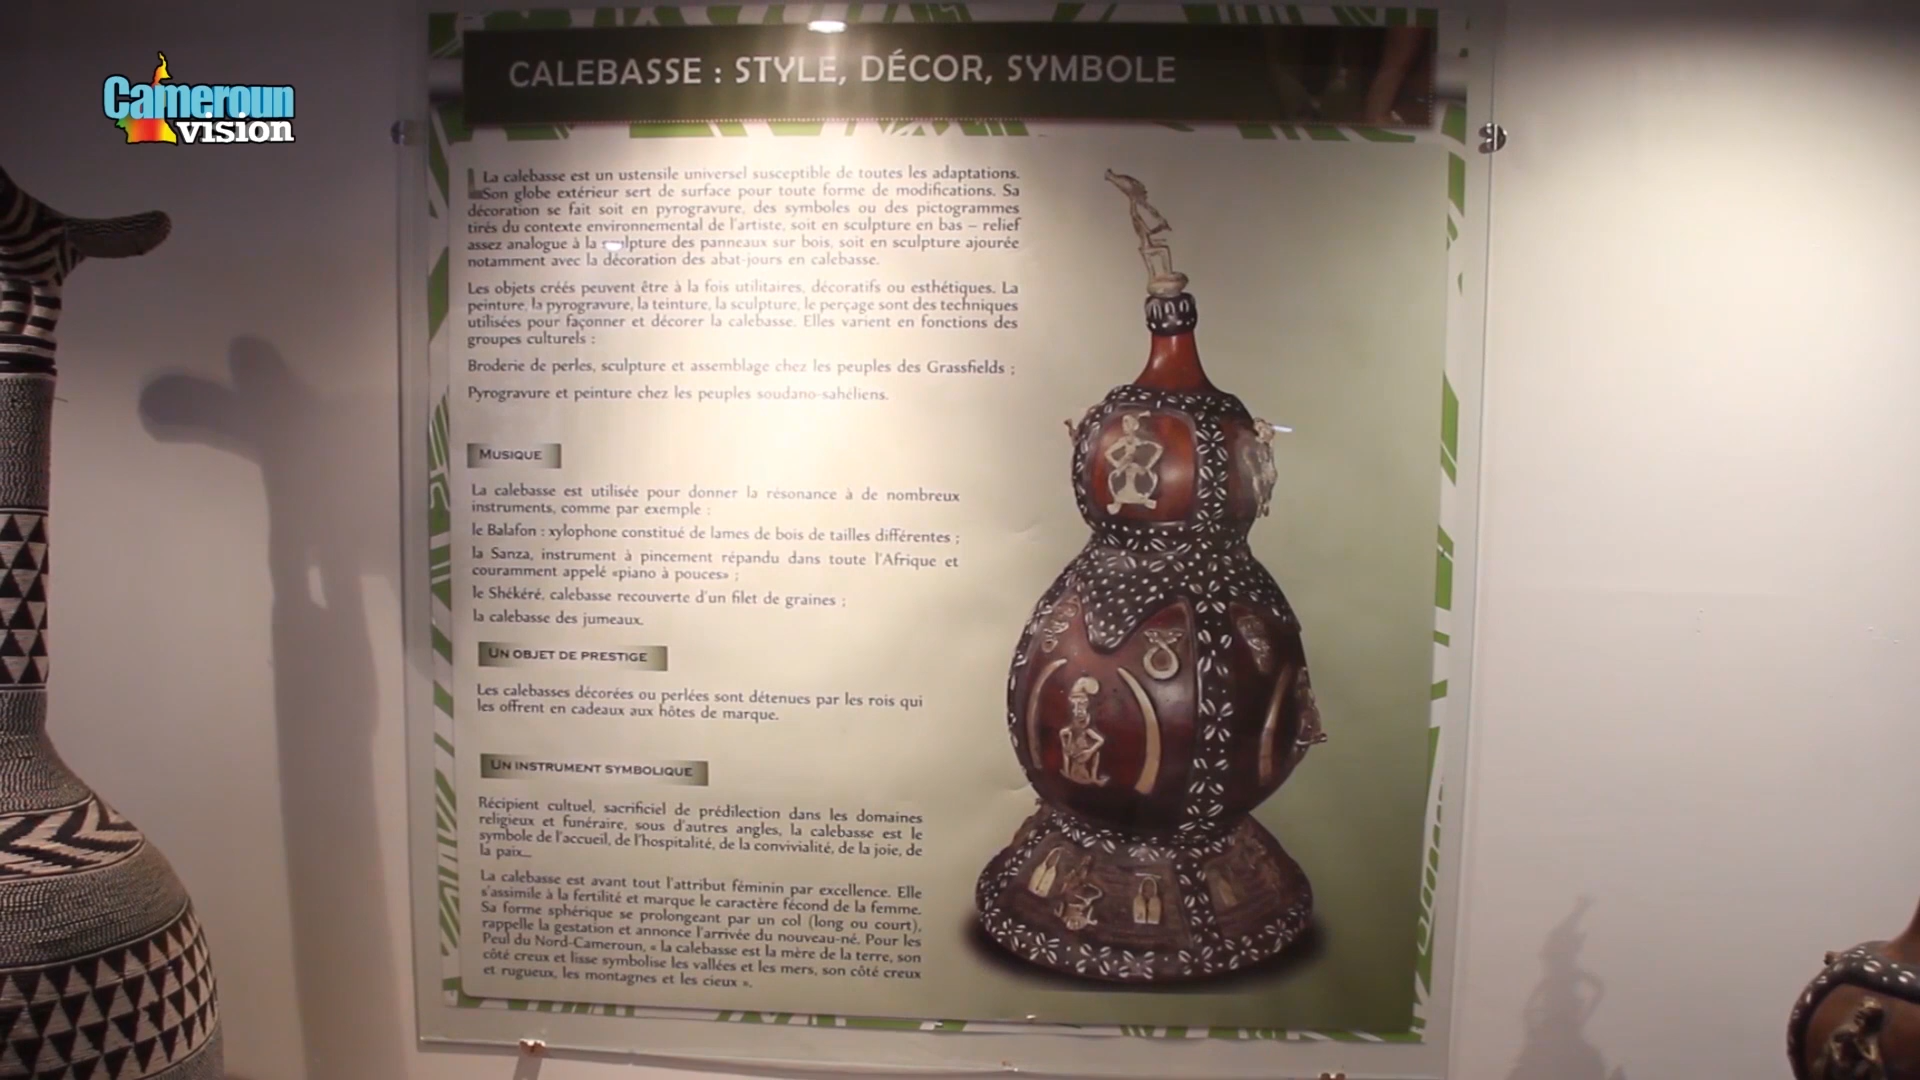 Cameroun
vision
CALEBASSE : STYLE, DÉCOR, SYMBOLE
La calebasse est un ustensile universel susceptible de toutes les adaptations.
Son globe extérieur sert de surface pour toute forme de modifications. Sa
décoration se fait soit en pyrogravure, des symboles ou des pictogrammes
tirés du contexte environnemental de l'artiste, soit en sculpture en bas – relief
assez analogue à la sculpture des panneaux sur bois, soit en sculpture ajourée
notamment avec la décoration des abat-jours en calebasse.
Les objets créés peuvent être à la fois utilitaires, décoratifs ou esthétiques. La
peinture, la pyrogravure, la teinture, la sculpture, le perçage sont des techniques
utilisées pour façonner et décorer la calebasse. Elles varient en fonctions des
groupes culturels :
Broderie de perles, sculpture et assemblage chez les peuples des Grassfields ;
Pyrogravure et peinture chez les peuples soudano-sahéliens.
MUSIQUE
La calebasse est utilisée pour donner la résonance à de nombreux
instruments, comme par exemple :
le Balafon : xylophone constitué de lames de bois de tailles différentes ;
la Sanza, instrument à pincement répandu dans toute l'Afrique et
couramment appelé «piano à pouces» ;
le Shékéré, calebasse recouverte d'un filet de graines ;
la calebasse des jumeaux.
UN OBJET DE PRESTIGE
Les calebasses décorées ou perlées sont détenues par les rois qui
les offrent en cadeaux aux hôtes de marque.
UN INSTRUMENT SYMBOLIQUE
Récipient cultuel, sacrificiel de prédilection dans les domaines
religieux et funéraire, sous d'autres angles, la calebasse est le
symbole de l'accueil, de l'hospitalité, de la convivialité, de la joie, de
la paix...
La calebasse est avant tout l'attribut féminin par excellence. Elle
s'assimile à la fertilité et marque le caractère fécond de la femme.
Sa forme sphérique se prolongeant par un col (long ou court),
rappelle la gestation et annonce l'arrivée du nouveau-né. Pour les
Peul du Nord-Cameroun, « la calebasse est la mère de la terre, son
côté creux et lisse symbolise les vallées et les mers, son côté creux
et rugueux, les montagnes et les cieux ».